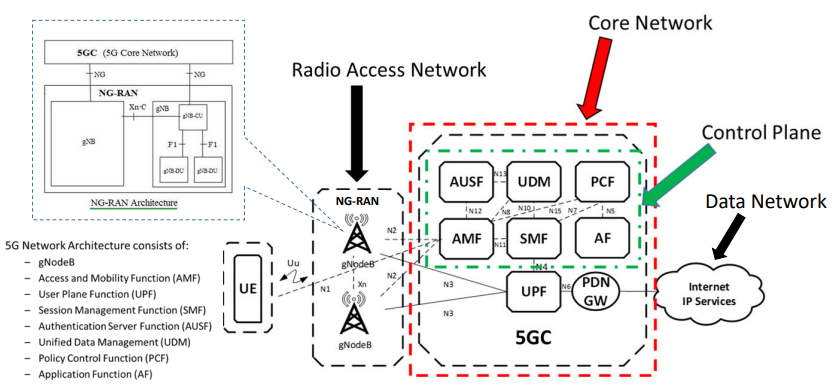 Core Network
Radio Access Network
Control Plane
Data Network
5GC (5G Core Network)
NG
NG
NG-RAN
Xn-C
gNB
gNB-CU
gNB
F1
F1
gNB-DU
gNB-DU
NG-RAN Architecture
5G Network Architecture consists of:
– gNodeB
– Access and Mobility Function (AMF)
– User Plane Function (UPF)
– Session Management Function (SMF)
– Authentication Server Function (AUSF)
– Unified Data Management (UDM)
– Policy Control Function (PCF)
– Application Function (AF)
UE
Uu
N1
NG-RAN
gNodeB
Xn
gNodeB
N2
N2
N3
N3
AUSF
N13
UDM
PCF
N12
N8
N10
N15
N7
N5
AMF
N11
SMF
AF
N4
UPF
N6
PDN
GW
5GC
Internet
IP Services